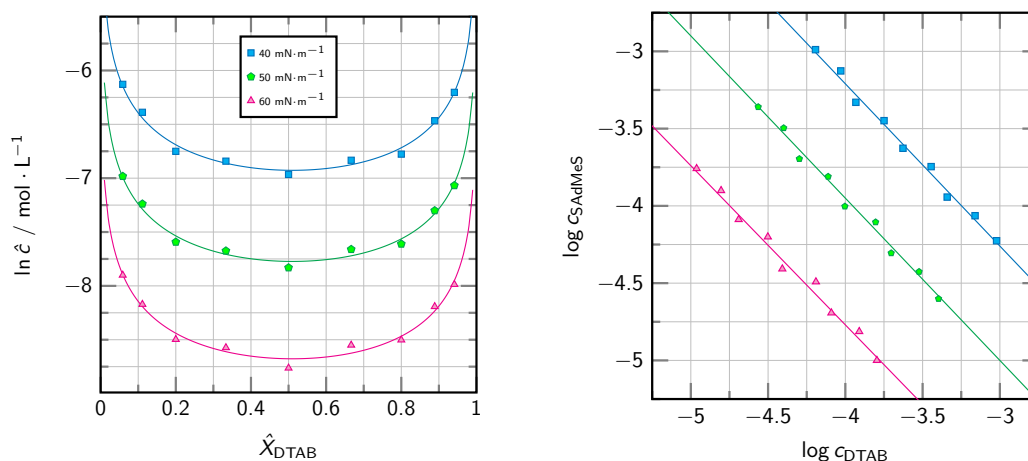 −6
−7
−8
ln ĉ / mol · L⁻¹
40 mN·m⁻¹
50 mN·m⁻¹
60 mN·m⁻¹
0
0.2
0.4
0.6
0.8
1
X̂DTAB
−3
−3.5
−4
−4.5
−5
log cSAdMeS
−5
−4.5
−4
−3.5
−3
log cDTAB